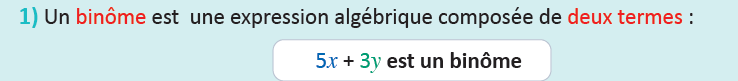 1) Un binôme est une expression algébrique composée de deux termes :
5x + 3y est un binôme